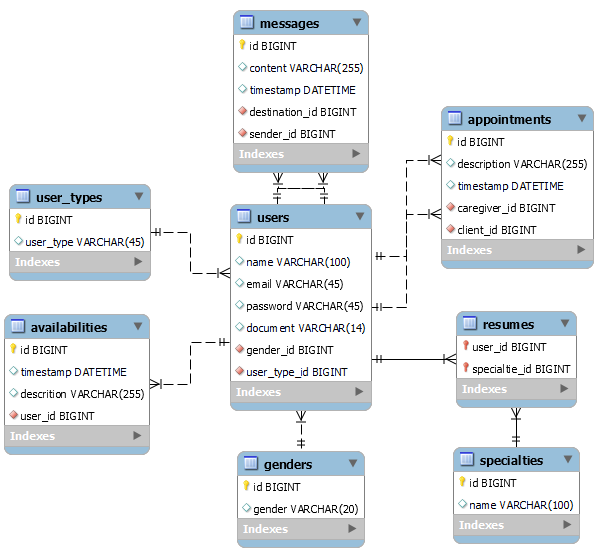 messages
id BIGINT
content VARCHAR(255)
timestamp DATETIME
destination_id BIGINT
sender_id BIGINT
Indexes
appointments
id BIGINT
description VARCHAR(255)
timestamp DATETIME
caregiver_id BIGINT
client_id BIGINT
Indexes
user_types
id BIGINT
user_type VARCHAR(45)
Indexes
users
id BIGINT
name VARCHAR(100)
email VARCHAR(45)
password VARCHAR(45)
document VARCHAR(14)
gender_id BIGINT
user_type_id BIGINT
Indexes
availabilities
id BIGINT
timestamp DATETIME
descrition VARCHAR(255)
user_id BIGINT
Indexes
resumes
user_id BIGINT
specialtie_id BIGINT
Indexes
genders
id BIGINT
gender VARCHAR(20)
Indexes
specialties
id BIGINT
name VARCHAR(100)
Indexes